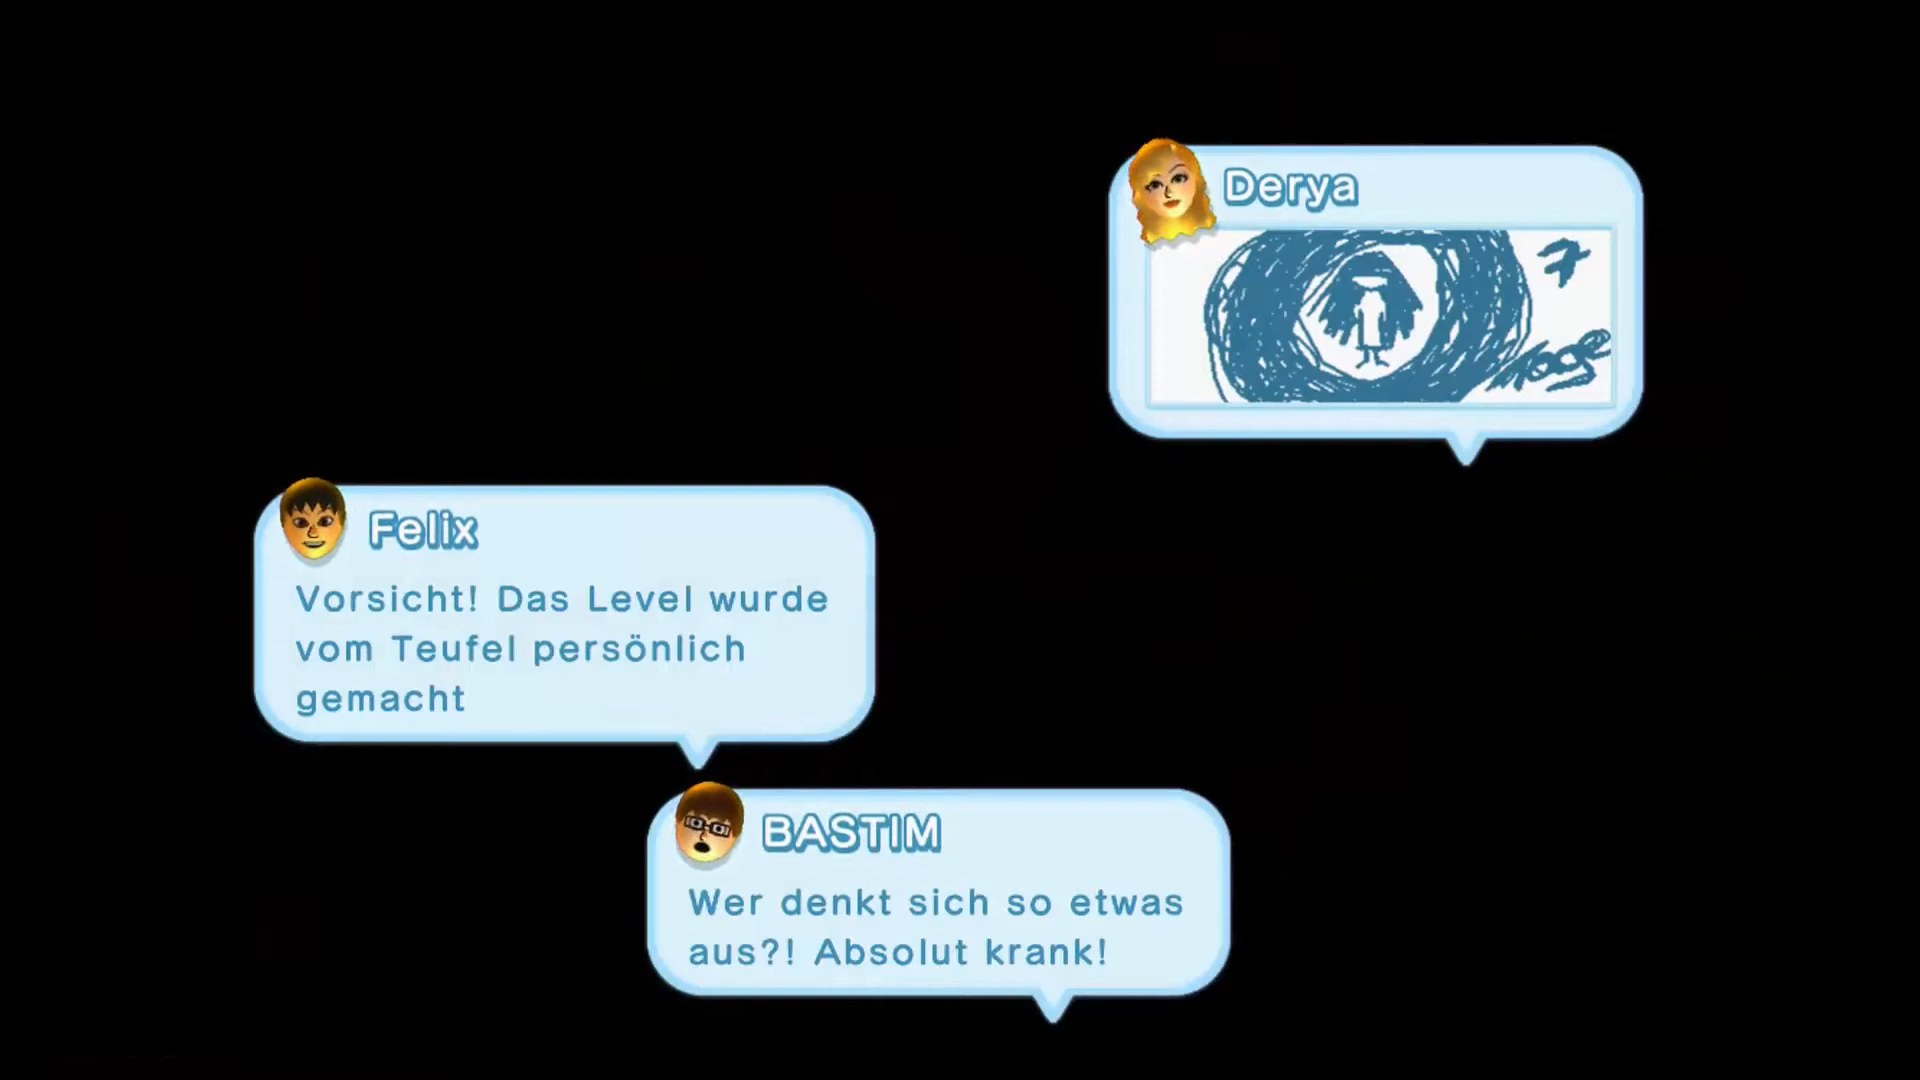 Derya
7
Tage
Felix
Vorsicht! Das Level wurde
vom Teufel persönlich
gemacht
BASTIM
Wer denkt sich so etwas
aus?! Absolut krank!